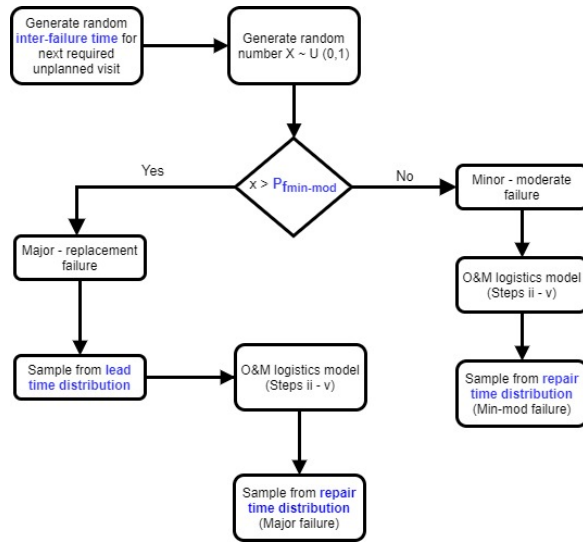 Generate random
inter-failure time for
next required
unplanned visit
Generate random
number X ~ U (0,1)
Yes
x > Pfmin-mod
No
Minor - moderate
failure
Major - replacement
failure
O&M logistics model
(Steps ii - v)
Sample from lead
time distribution
O&M logistics model
(Steps ii - v)
Sample from repair
time distribution
(Min-mod failure)
Sample from repair
time distribution
(Major failure)